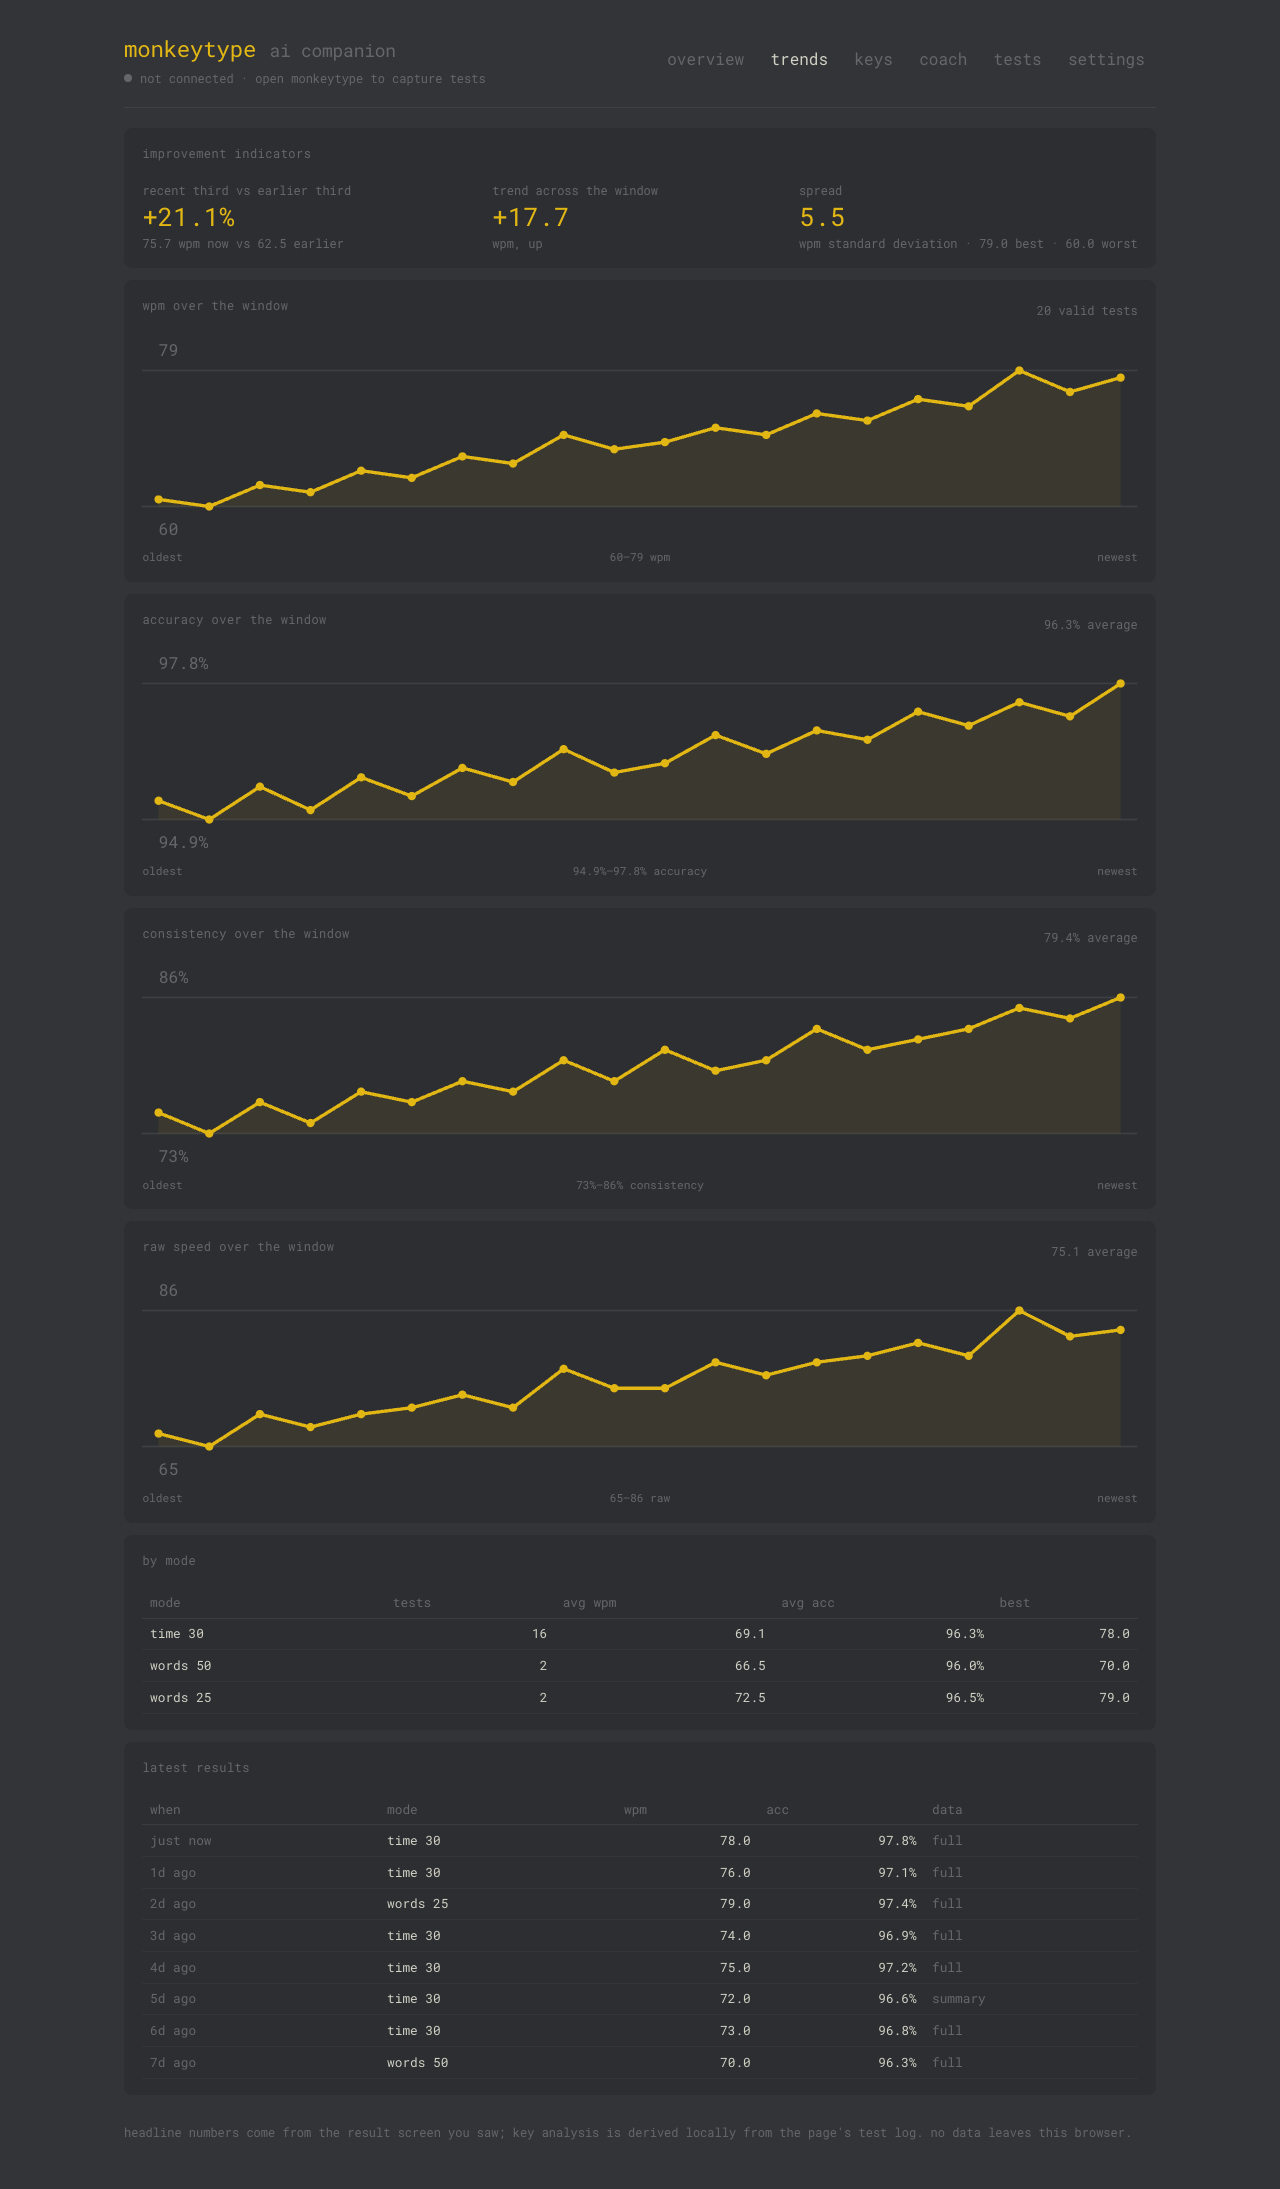 monkeytype ai companion
not connected · open monkeytype to capture tests
overview trends keys coach tests settings
improvement indicators
recent third vs earlier third
+21.1%
75.7 wpm now vs 62.5 earlier
trend across the window
+17.7
wpm, up
spread
5.5
wpm standard deviation · 79.0 best · 60.0 worst
wpm over the window
20 valid tests
79
60
oldest 60–79 wpm newest
accuracy over the window
96.3% average
97.8%
94.9%
oldest 94.9%–97.8% accuracy newest
consistency over the window
79.4% average
86%
73%
oldest 73%–86% consistency newest
raw speed over the window
75.1 average
86
65
oldest 65–86 raw newest
by mode
mode tests avg wpm avg acc best
time 30 16 69.1 96.3% 78.0
words 50 2 66.5 96.0% 70.0
words 25 2 72.5 96.5% 79.0
latest results
when mode wpm acc data
just now time 30 78.0 97.8% full
1d ago time 30 76.0 97.1% full
2d ago words 25 79.0 97.4% full
3d ago time 30 74.0 96.9% full
4d ago time 30 75.0 97.2% full
5d ago time 30 72.0 96.6% summary
6d ago time 30 73.0 96.8% full
7d ago words 50 70.0 96.3% full
headline numbers come from the result screen you saw; key analysis is derived locally from the page's test log. no data leaves this browser.